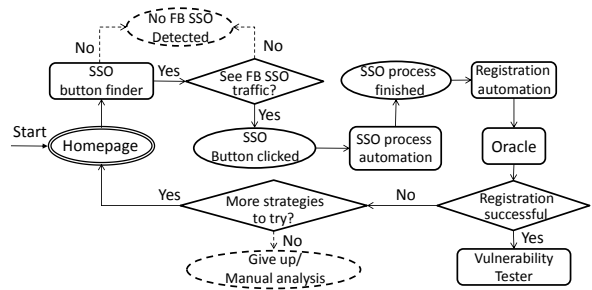 No FB SSO
Detected
No
No
SSO
button finder
Yes
See FB SSO
traffic?
SSO process
finished
Registration
automation
Start
Homepage
Yes
SSO
Button clicked
SSO process
automation
Oracle
Yes
More strategies
to try?
No
Registration
successful
No
Give up/
Manual analysis
Yes
Vulnerability
Tester